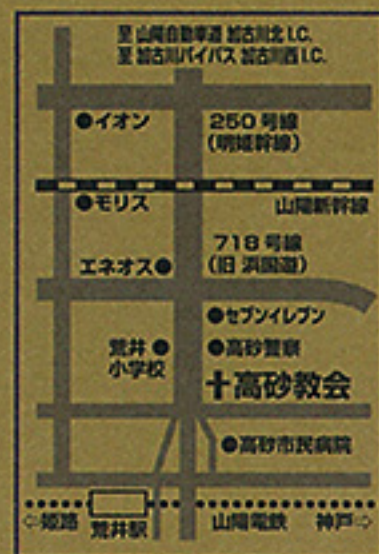 至 山陽自動車道 加古川北 I.C.
至 加古川バイパス 加古川西 I.C.
●イオン
250 号線
(明姫幹線)
●モリス
山陽新幹線
718 号線
(旧 浜国道)
エネオス●
●セブンイレブン
荒井●
小学校
●高砂警察
✝高砂教会
●高砂市民病院
⇦姫路
荒井駅
山陽電鉄
神戸⇨